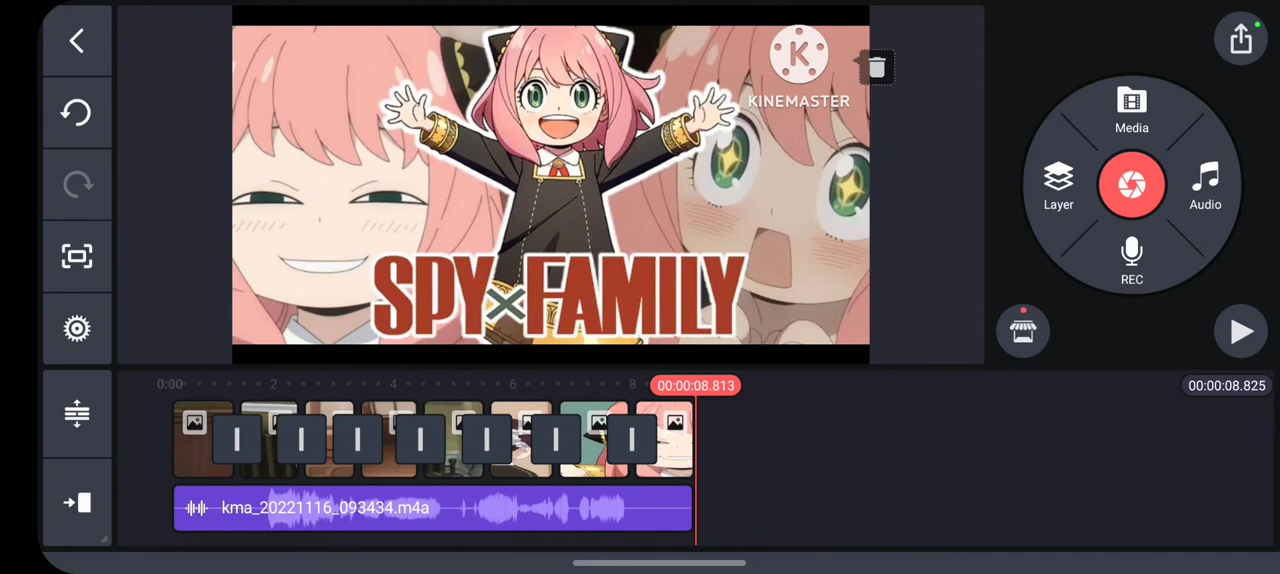 K
KINEMASTER
SPY×FAMILY
Media
Layer
Audio
REC
0:00
2
4
6
8
00:00:08.813
00:00:08.825
kma_20221116_093434.m4a